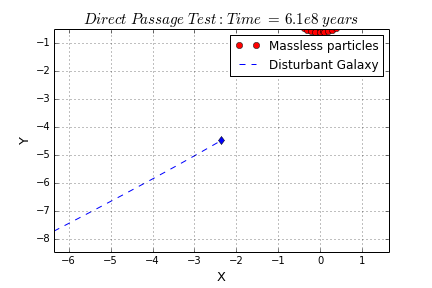 Direct Passage Test: Time = 6.1e8 years
Massless particles
Disturbant Galaxy
−1
−2
−3
−4
−5
−6
−7
−8
Y
−6 −5 −4 −3 −2 −1 0 1
X